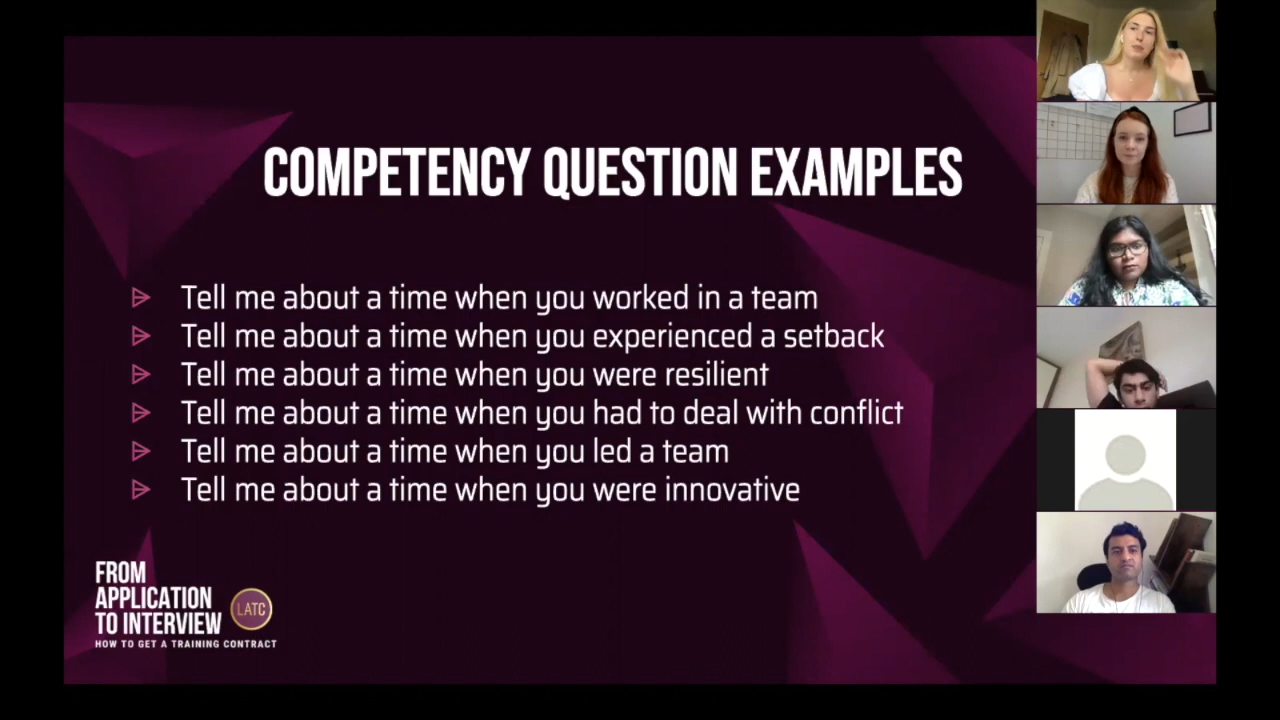 COMPETENCY QUESTION EXAMPLES
Tell me about a time when you worked in a team
Tell me about a time when you experienced a setback
Tell me about a time when you were resilient
Tell me about a time when you had to deal with conflict
Tell me about a time when you led a team
Tell me about a time when you were innovative
FROM
APPLICATION
TO INTERVIEW
LATC
HOW TO GET A TRAINING CONTRACT